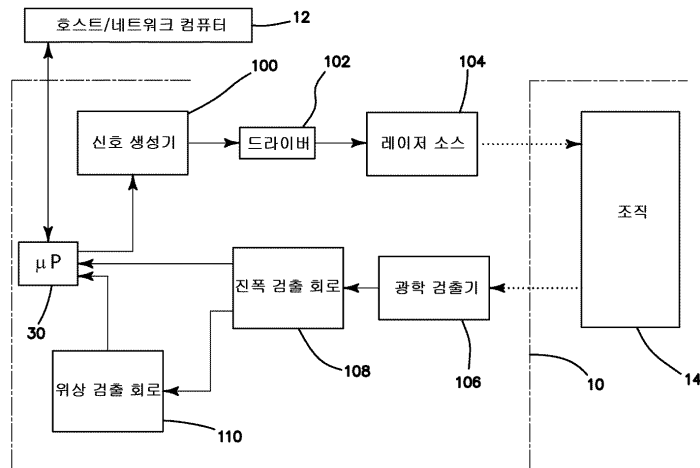 호스트/네트워크 컴퓨터
12
100
102
104
신호 생성기
드라이버
레이저 소스
조직
μP
30
진폭 검출 회로
광학 검출기
108
106
10
14
위상 검출 회로
110